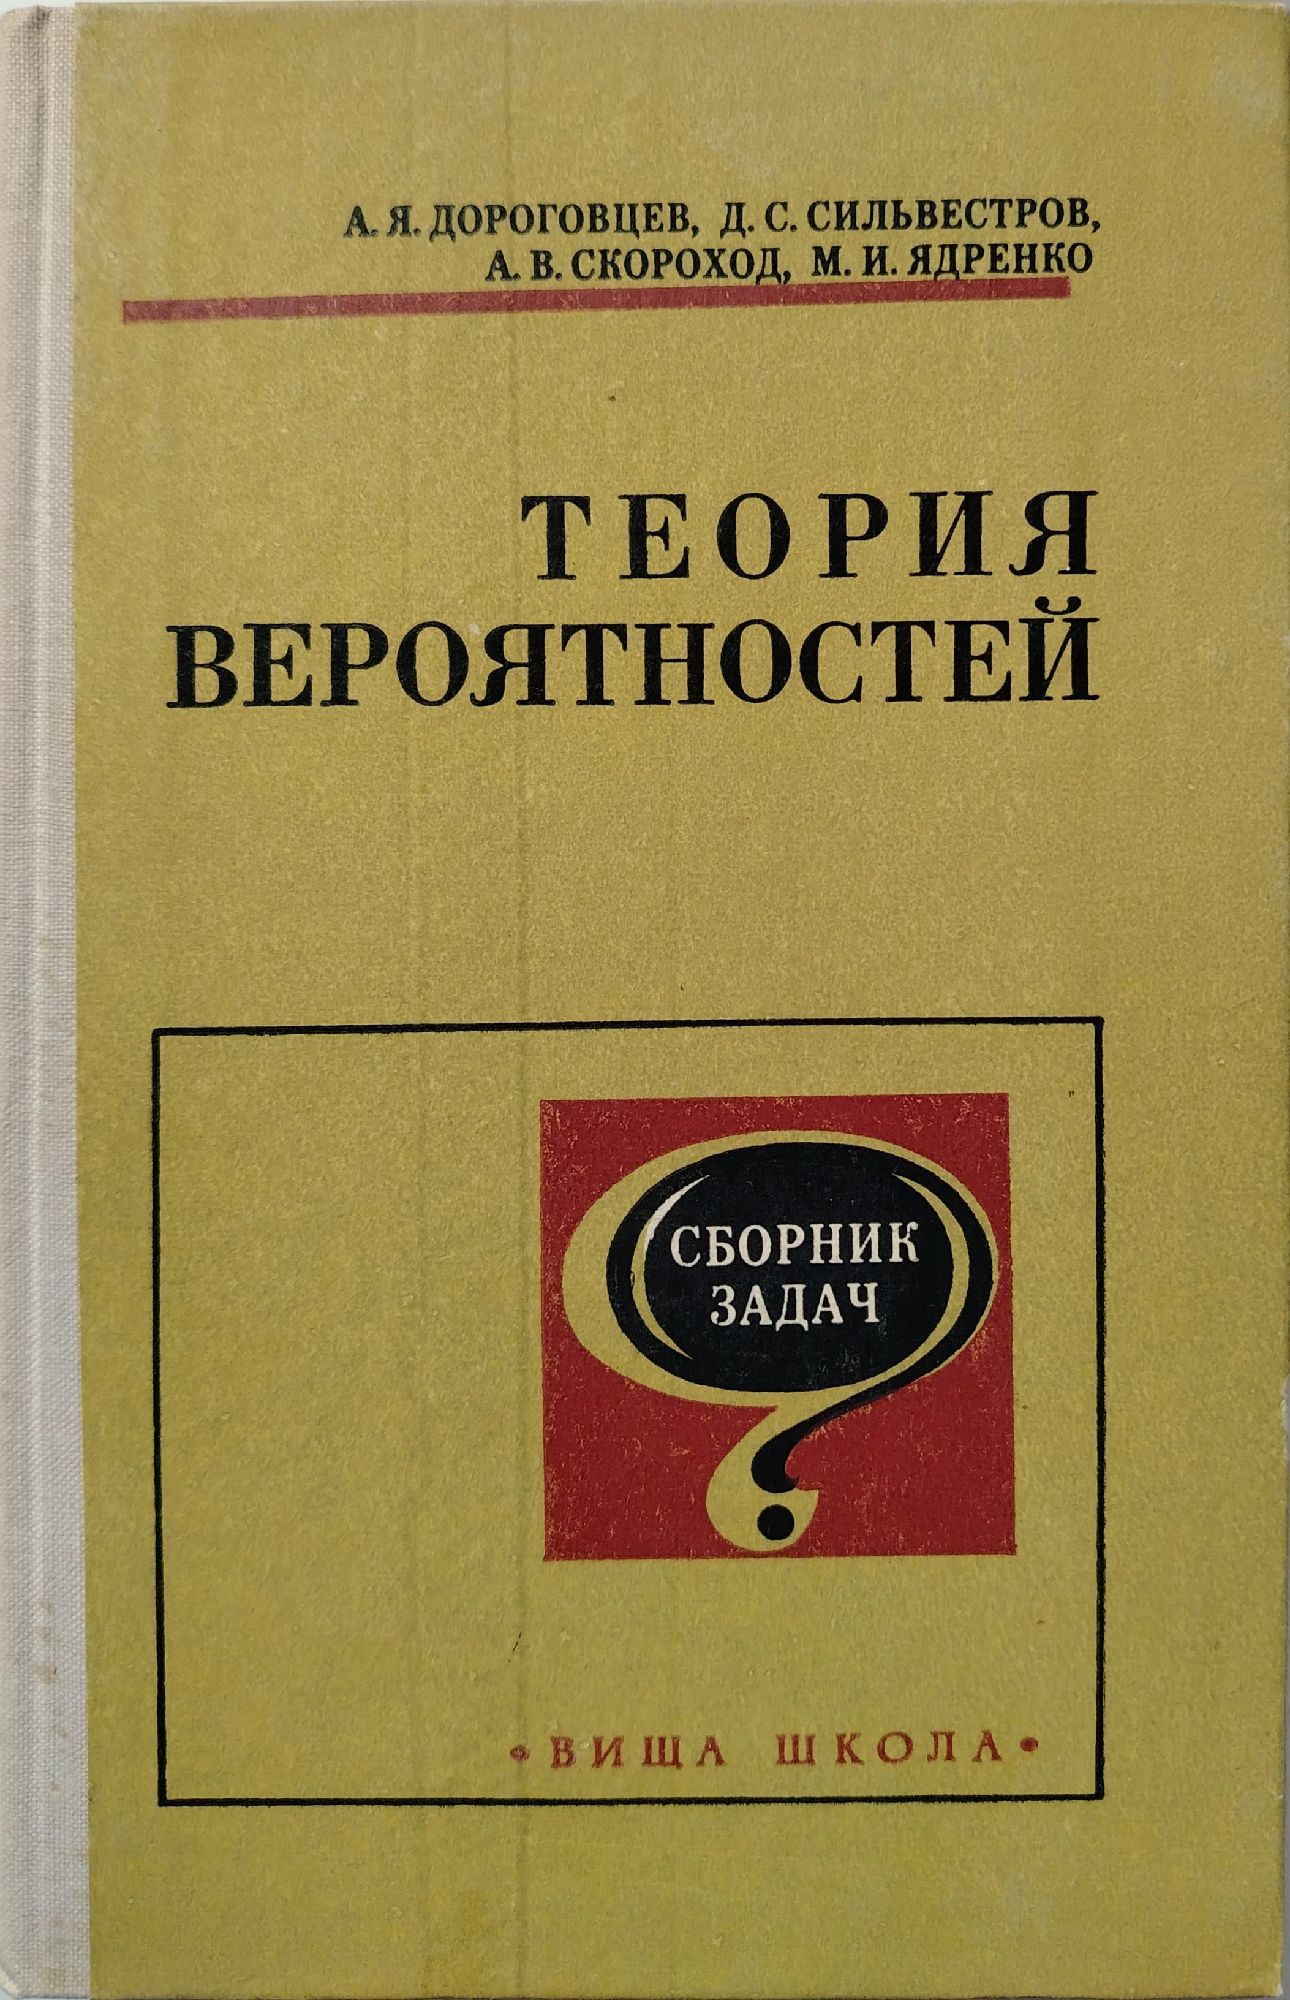 А. Я. ДОРОГОВЦЕВ, Д. С. СИЛЬВЕСТРОВ,
А. В. СКОРОХОД, М. И. ЯДРЕНКО
ТЕОРИЯ
ВЕРОЯТНОСТЕЙ
СБОРНИК
ЗАДАЧ
• ВИЩА ШКОЛА •